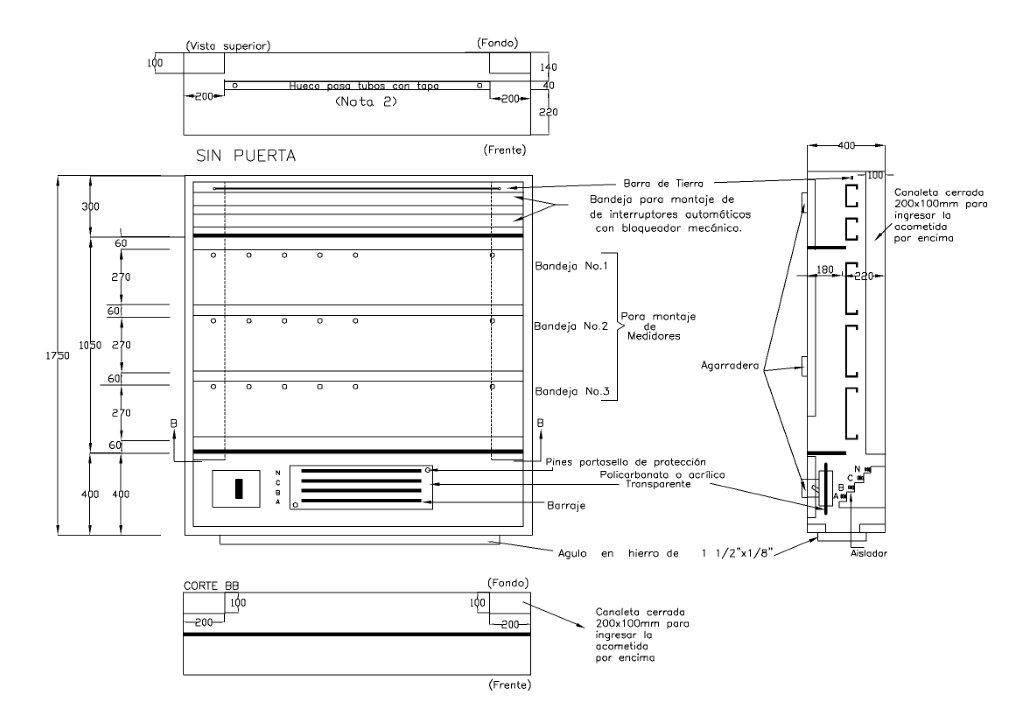 (Vista superior)
(Fondo)
100
140
Hueco pasa tubos con tapa
40
200
(Nota 2)
200
220
(Frente)
SIN PUERTA
400
100
Barra de Tierra
Bandeja para montaje de
de interruptores automáticos
con bloqueador mecánico.
Canaleta cerrada
200x100mm para
ingresar la
acometida
por encima
300
60
270
60
270
60
270
60
1750
1050
400
400
Bandeja No.1
Bandeja No.2
Bandeja No.3
Para montaje
de
Medidores
180
220
Agarradera
B
B
Pines portasello de protección
Policarbonato o acrílico
Transparente
Barraje
N
C
B
A
N
C
B
A
Agulo en hierro de 1 1/2"x1/8"
Aislador
CORTE BB
(Fondo)
100
100
200
200
Canaleta cerrada
200x100mm para
ingresar la
acometida
por encima
(Frente)